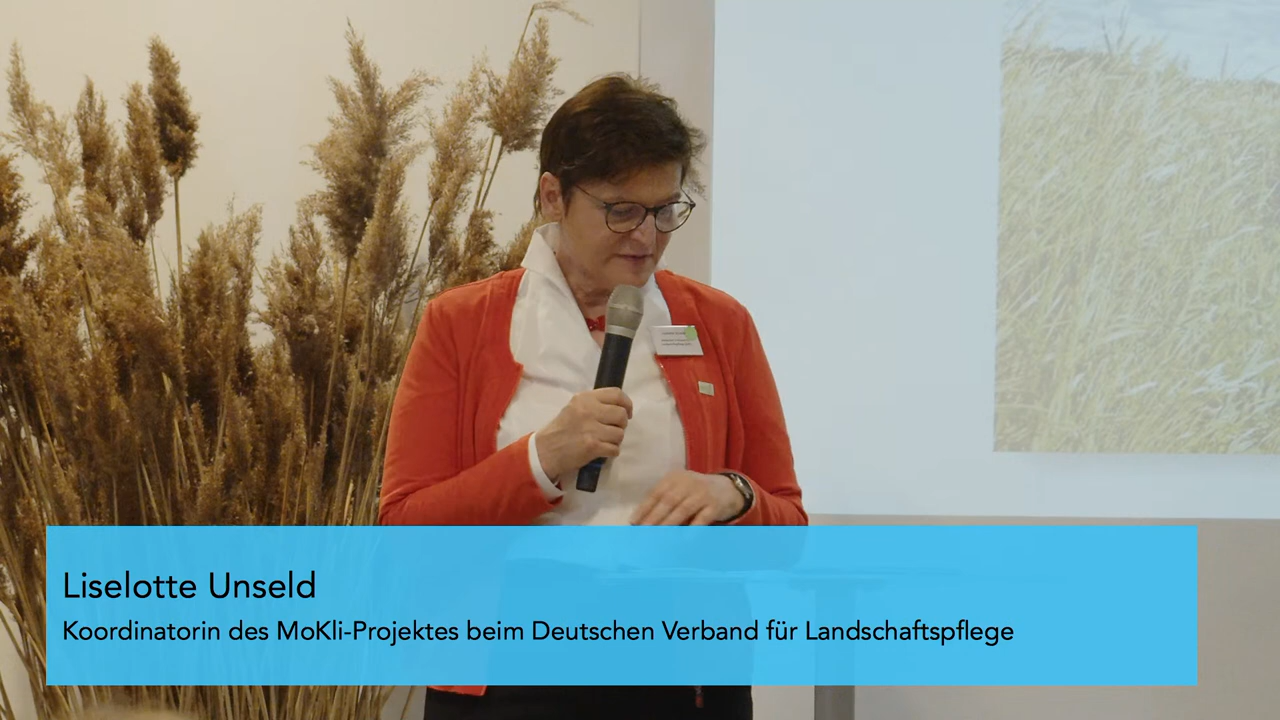 Liselotte Unseld
Koordinatorin des MoKli-Projektes beim Deutschen Verband für Landschaftspflege